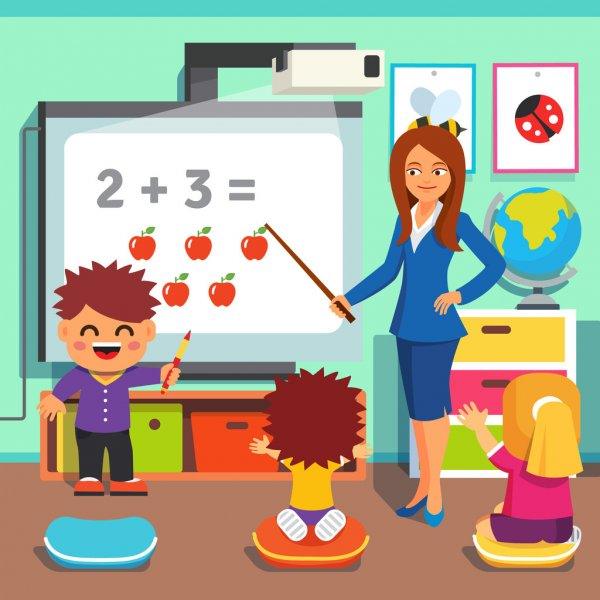 2 + 3 =